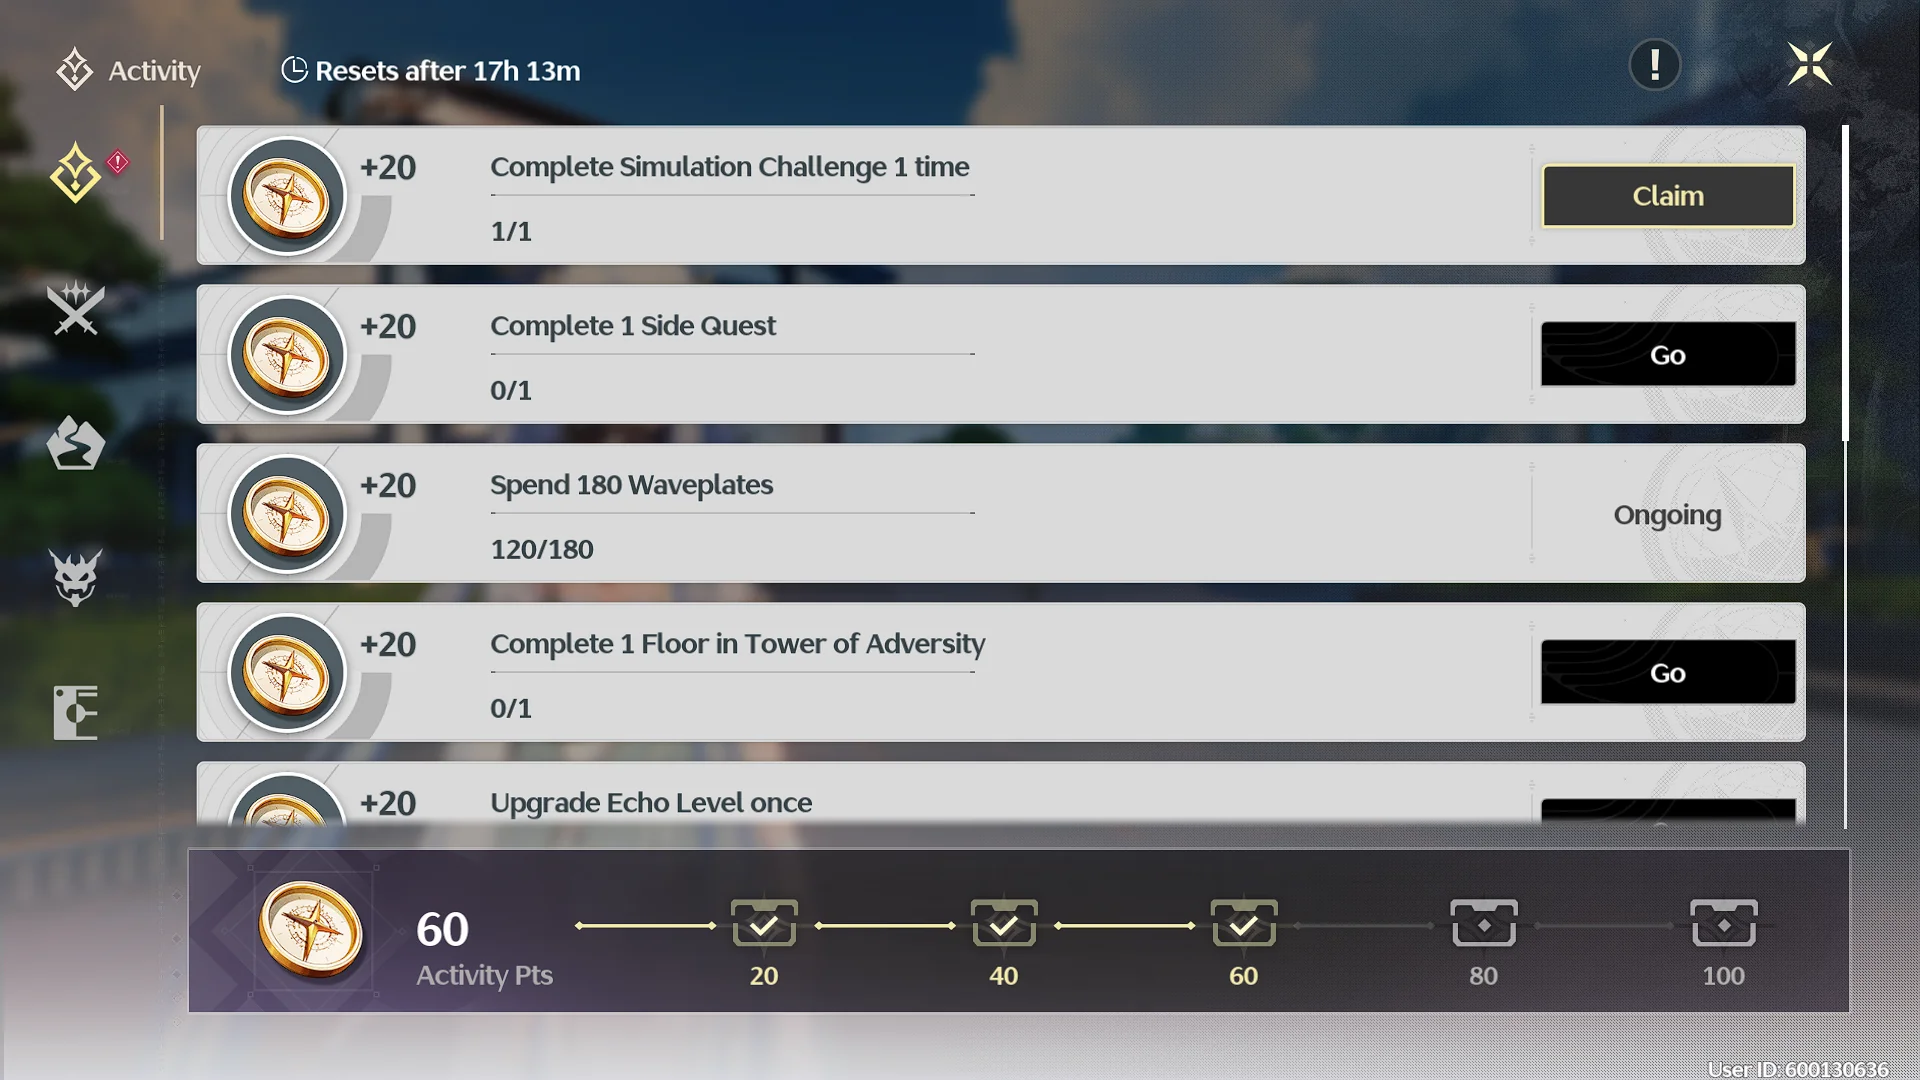 Activity
Resets after 17h 13m
+20
Complete Simulation Challenge 1 time
1/1
Claim
+20
Complete 1 Side Quest
0/1
Go
+20
Spend 180 Waveplates
120/180
Ongoing
+20
Complete 1 Floor in Tower of Adversity
0/1
Go
+20
Upgrade Echo Level once
60
Activity Pts
20
40
60
80
100
User ID:600130636